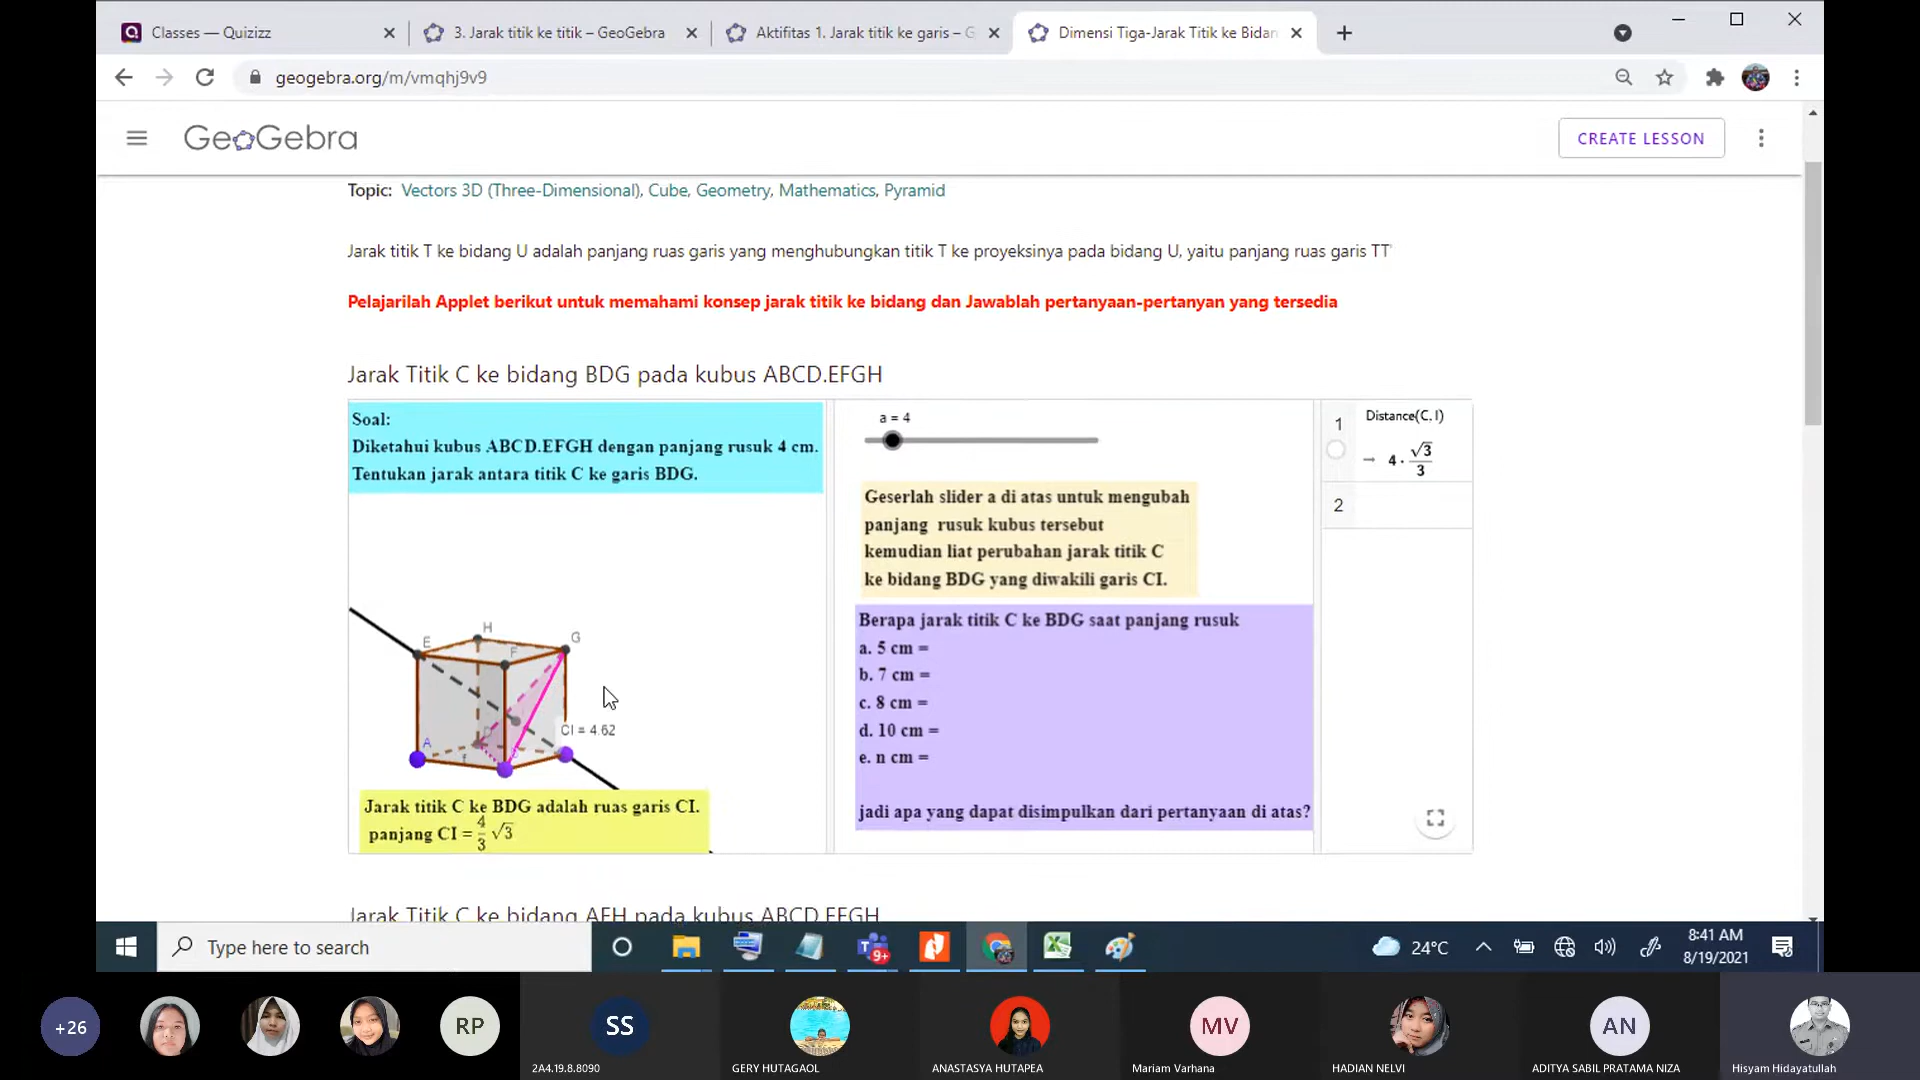 Classes — Quizizz
3. Jarak titik ke titik – GeoGebra
Aktifitas 1. Jarak titik ke garis – G
Dimensi Tiga-Jarak Titik ke Bidan
geogebra.org/m/vmqhj9v9
GeoGebra
CREATE LESSON
Topic: Vectors 3D (Three-Dimensional), Cube, Geometry, Mathematics, Pyramid
Jarak titik T ke bidang U adalah panjang ruas garis yang menghubungkan titik T ke proyeksinya pada bidang U, yaitu panjang ruas garis TT'
Pelajarilah Applet berikut untuk memahami konsep jarak titik ke bidang dan Jawablah pertanyaan-pertanyan yang tersedia
Jarak Titik C ke bidang BDG pada kubus ABCD.EFGH
Soal:
Diketahui kubus ABCD.EFGH dengan panjang rusuk 4 cm.
Tentukan jarak antara titik C ke garis BDG.
E
H
F
G
A
CI = 4.62
Jarak titik C ke BDG adalah ruas garis CI.
panjang CI = 4/3 √3
a = 4
Geserlah slider a di atas untuk mengubah
panjang rusuk kubus tersebut
kemudian liat perubahan jarak titik C
ke bidang BDG yang diwakili garis CI.
Berapa jarak titik C ke BDG saat panjang rusuk
a. 5 cm =
b. 7 cm =
c. 8 cm =
d. 10 cm =
e. n cm =
jadi apa yang dapat disimpulkan dari pertanyaan di atas?
1
Distance(C, I)
→ 4 · √3/3
2
Jarak Titik C ke bidang AFH pada kubus ABCD.EFGH
Type here to search
9+
24°C
8:41 AM
8/19/2021
+26
RP
SS
MV
AN
2A4.19.8.8090
GERY HUTAGAOL
ANASTASYA HUTAPEA
Mariam Varhana
HADIAN NELVI
ADITYA SABIL PRATAMA NIZA
Hisyam Hidayatullah